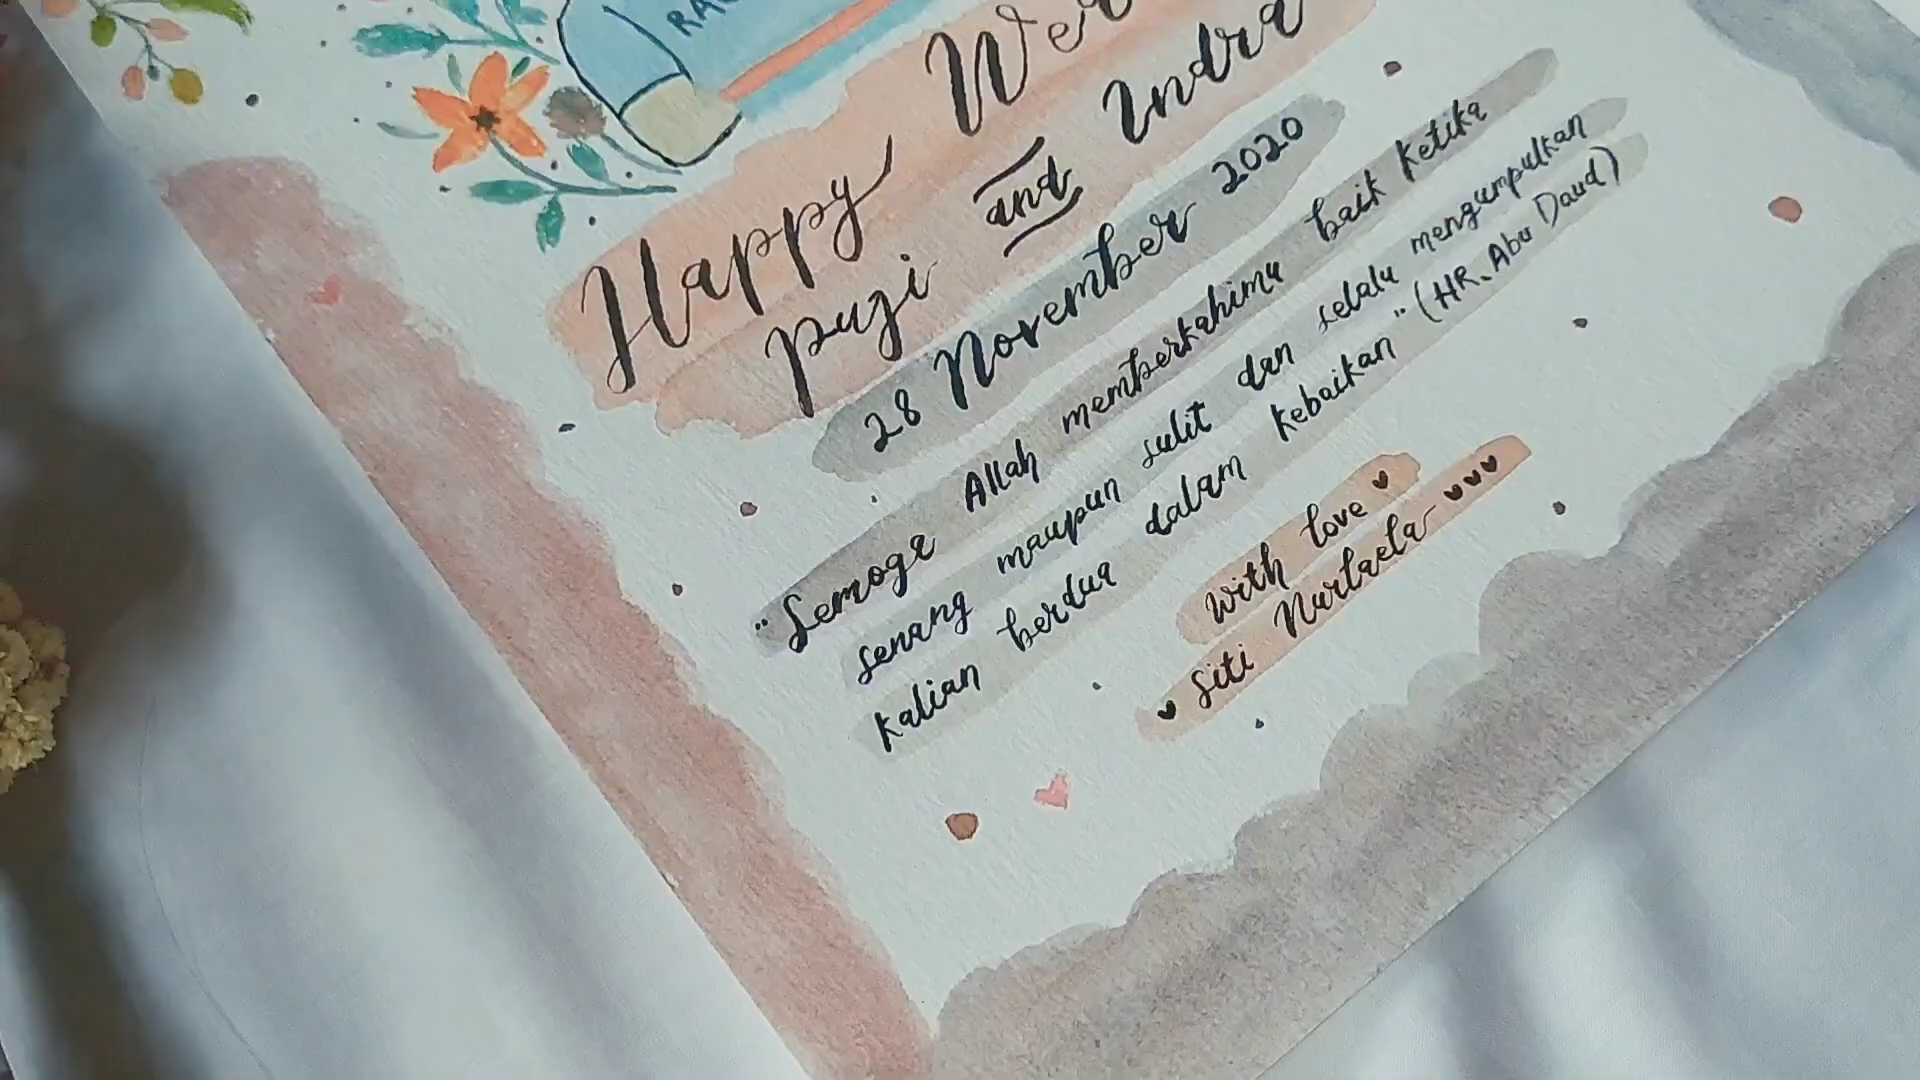 Happy
Puji and Indra
28 November 2020
"Semoga Allah memberkahimu baik ketika
senang maupun sulit dan selalu mengumpulkan
kalian berdua dalam kebaikan" (HR. Abu Daud)
With love
Siti Nurlaela